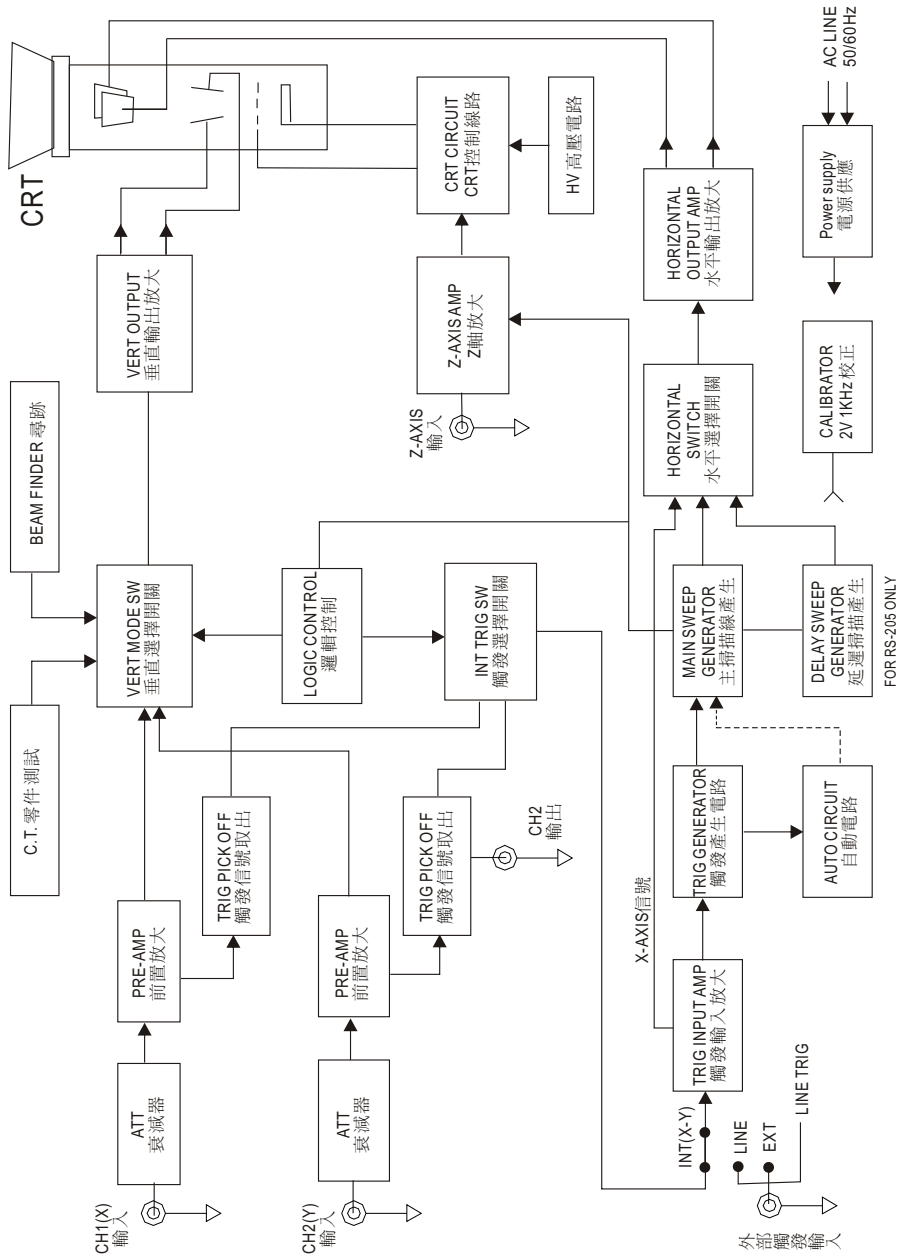 CRT
C.T. 零件測試
BEAM FINDER 尋跡
CH1(X)
輸入
ATT
衰減器
PRE-AMP
前置放大
TRIG PICK OFF
觸發信號取出
VERT MODE SW
垂直選擇開關
VERT OUTPUT
垂直輸出放大
CH2(Y)
輸入
ATT
衰減器
PRE-AMP
前置放大
TRIG PICK OFF
觸發信號取出
CH2
輸出
LOGIC CONTROL
邏輯控制
INT TRIG SW
觸發選擇開關
Z-AXIS
輸入
Z-AXIS AMP
Z軸放大
CRT CIRCUIT
CRT控制線路
HV 高壓電路
X-AXIS信號
INT(X-Y)
LINE
EXT
LINE TRIG
外部觸發輸入
TRIG INPUT AMP
觸發輸入放大
TRIG GENERATOR
觸發產生電路
AUTO CIRCUIT
自動電路
MAIN SWEEP
GENERATOR
主掃描線產生
DELAY SWEEP
GENERATOR
延遲掃描產生
FOR RS-205 ONLY
HORIZONTAL
SWITCH
水平選擇開關
HORIZONTAL
OUTPUT AMP
水平輸出放大
CALIBRATOR
2V 1KHz 校正
Power supply
電源供應
AC LINE
50/60Hz